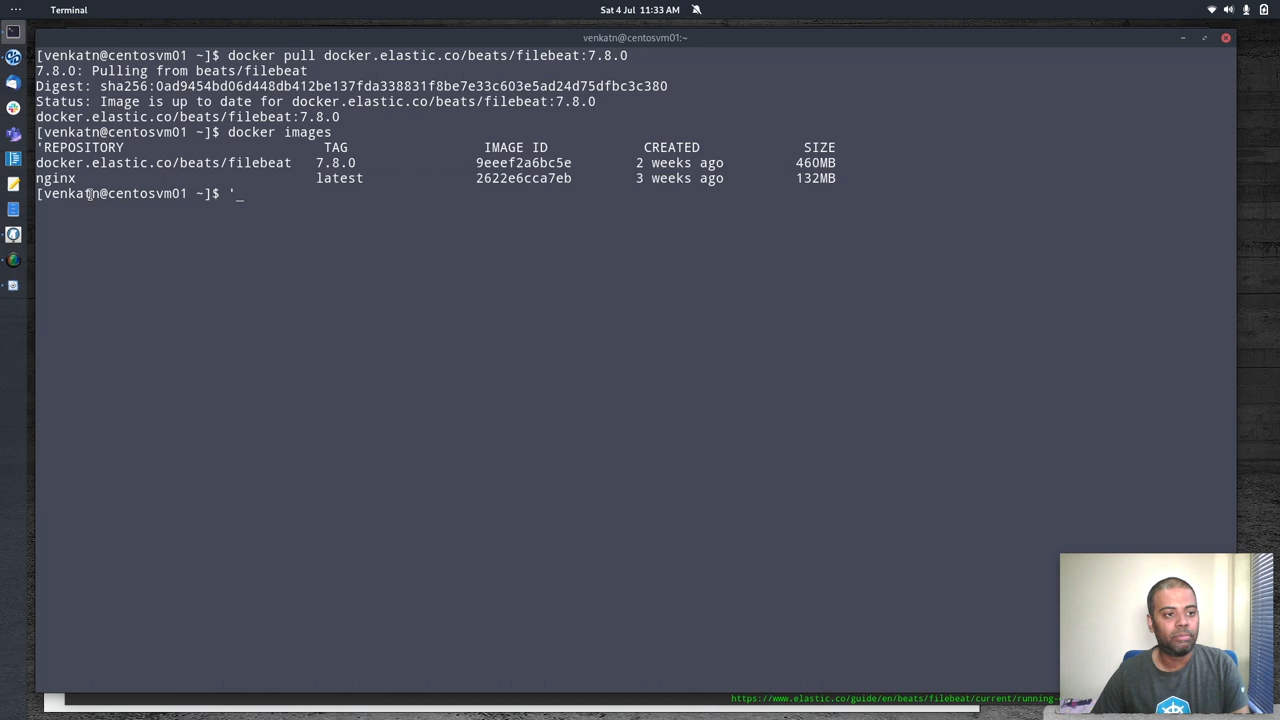 Terminal
Sat 4 Jul 11:33 AM
venkatn@centosvm01:~
[venkatn@centosvm01 ~]$ docker pull docker.elastic.co/beats/filebeat:7.8.0
7.8.0: Pulling from beats/filebeat
Digest: sha256:0ad9454bd06d448db412be137fda338831f8be7e33c603e5ad24d75dfbc3c380
Status: Image is up to date for docker.elastic.co/beats/filebeat:7.8.0
docker.elastic.co/beats/filebeat:7.8.0
[venkatn@centosvm01 ~]$ docker images
'REPOSITORY TAG IMAGE ID CREATED SIZE
docker.elastic.co/beats/filebeat 7.8.0 9eeef2a6bc5e 2 weeks ago 460MB
nginx latest 2622e6cca7eb 3 weeks ago 132MB
[venkatn@centosvm01 ~]$ '_
https://www.elastic.co/guide/en/beats/filebeat/current/running-